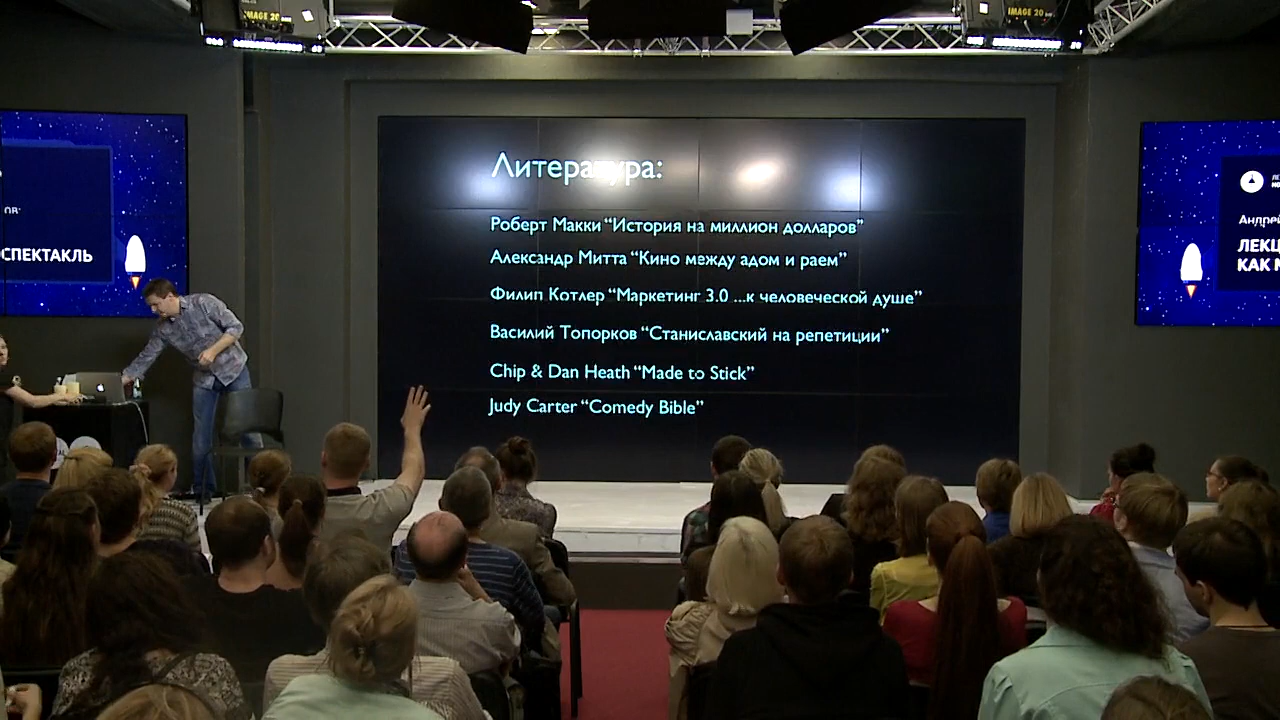 IMAGE 20
IMAGE 20
СПЕКТАКЛЬ
Литература:
Роберт Макки “История на миллион долларов”
Александр Митта “Кино между адом и раем”
Филип Котлер “Маркетинг 3.0 ...к человеческой душе”
Василий Топорков “Станиславский на репетиции”
Chip & Dan Heath “Made to Stick”
Judy Carter “Comedy Bible”
Андрей
ЛЕКЦ
КАК